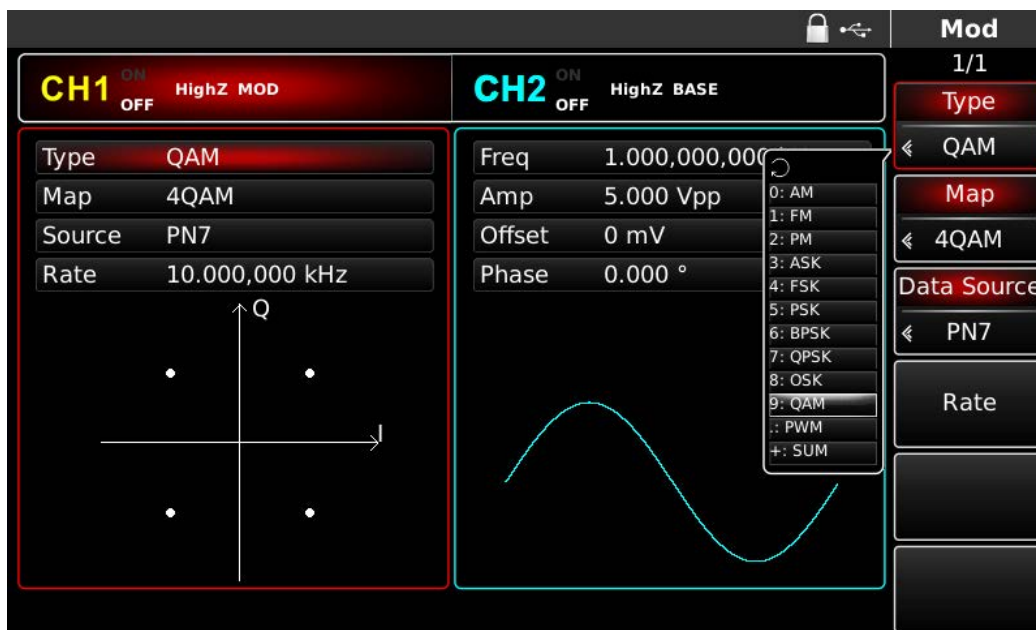 Mod
1/1
CH1 ON OFF HighZ MOD
CH2 ON OFF HighZ BASE
Type
QAM
Map
4QAM
Data Source
PN7
Rate
Type QAM
Map 4QAM
Source PN7
Rate 10.000,000 kHz
Q
I
Freq 1.000,000,000
Amp 5.000 Vpp
Offset 0 mV
Phase 0.000 °
0: AM
1: FM
2: PM
3: ASK
4: FSK
5: PSK
6: BPSK
7: QPSK
8: OSK
9: QAM
.: PWM
+: SUM